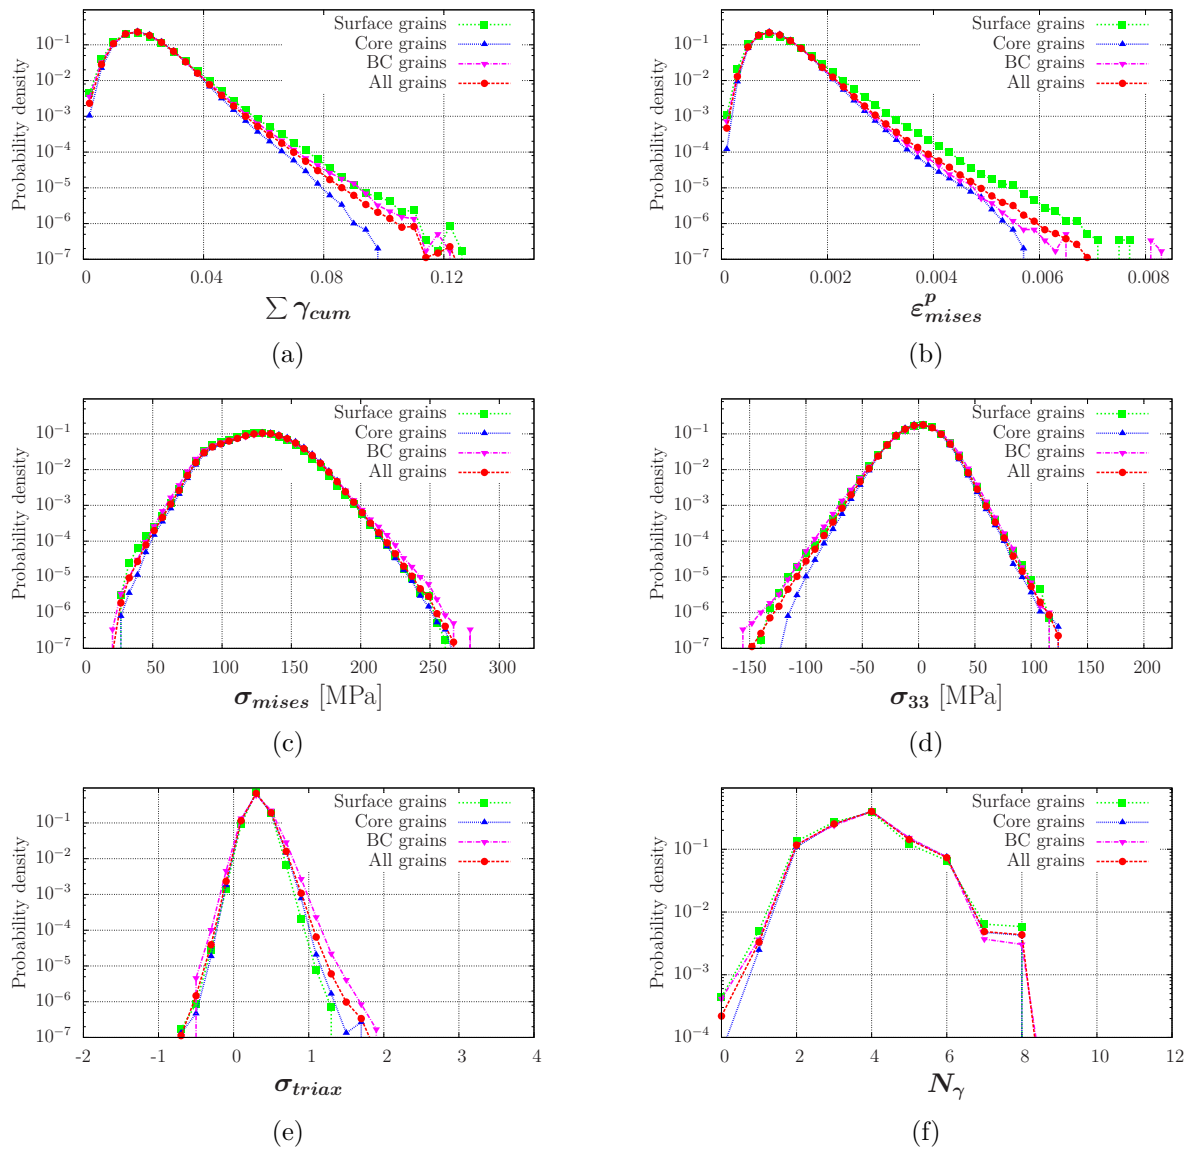 Probability density
10⁻¹
10⁻²
10⁻³
10⁻⁴
10⁻⁵
10⁻⁶
10⁻⁷
Surface grains
Core grains
BC grains
All grains
0 0.04 0.08 0.12
∑ γcum
(a)
Probability density
10⁻¹
10⁻²
10⁻³
10⁻⁴
10⁻⁵
10⁻⁶
10⁻⁷
Surface grains
Core grains
BC grains
All grains
0 0.002 0.004 0.006 0.008
εᵖmises
(b)
Probability density
10⁻¹
10⁻²
10⁻³
10⁻⁴
10⁻⁵
10⁻⁶
10⁻⁷
Surface grains
Core grains
BC grains
All grains
0 50 100 150 200 250 300
σmises [MPa]
(c)
Probability density
10⁻¹
10⁻²
10⁻³
10⁻⁴
10⁻⁵
10⁻⁶
10⁻⁷
Surface grains
Core grains
BC grains
All grains
-150 -100 -50 0 50 100 150 200
σ33 [MPa]
(d)
Probability density
10⁻¹
10⁻²
10⁻³
10⁻⁴
10⁻⁵
10⁻⁶
10⁻⁷
Surface grains
Core grains
BC grains
All grains
-2 -1 0 1 2 3 4
σtriax
(e)
Probability density
10⁻¹
10⁻²
10⁻³
10⁻⁴
Surface grains
Core grains
BC grains
All grains
0 2 4 6 8 10 12
Nγ
(f)